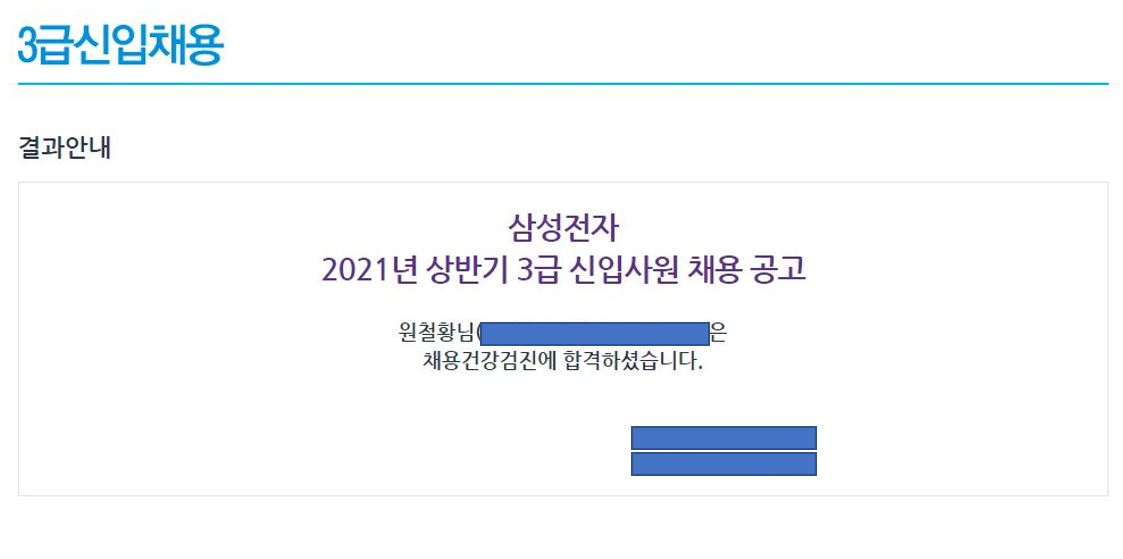 3급신입채용
결과안내
삼성전자
2021년 상반기 3급 신입사원 채용 공고
원철황님(은
채용건강검진에 합격하셨습니다.